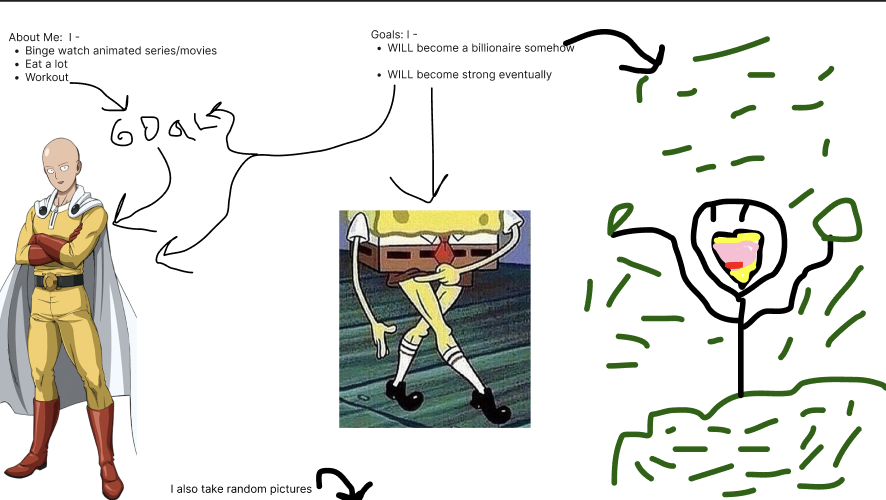 About Me: I -
• Binge watch animated series/movies
• Eat a lot
• Workout
GOAL
Goals: I -
• WILL become a billionaire somehow
• WILL become strong eventually
I also take random pictures